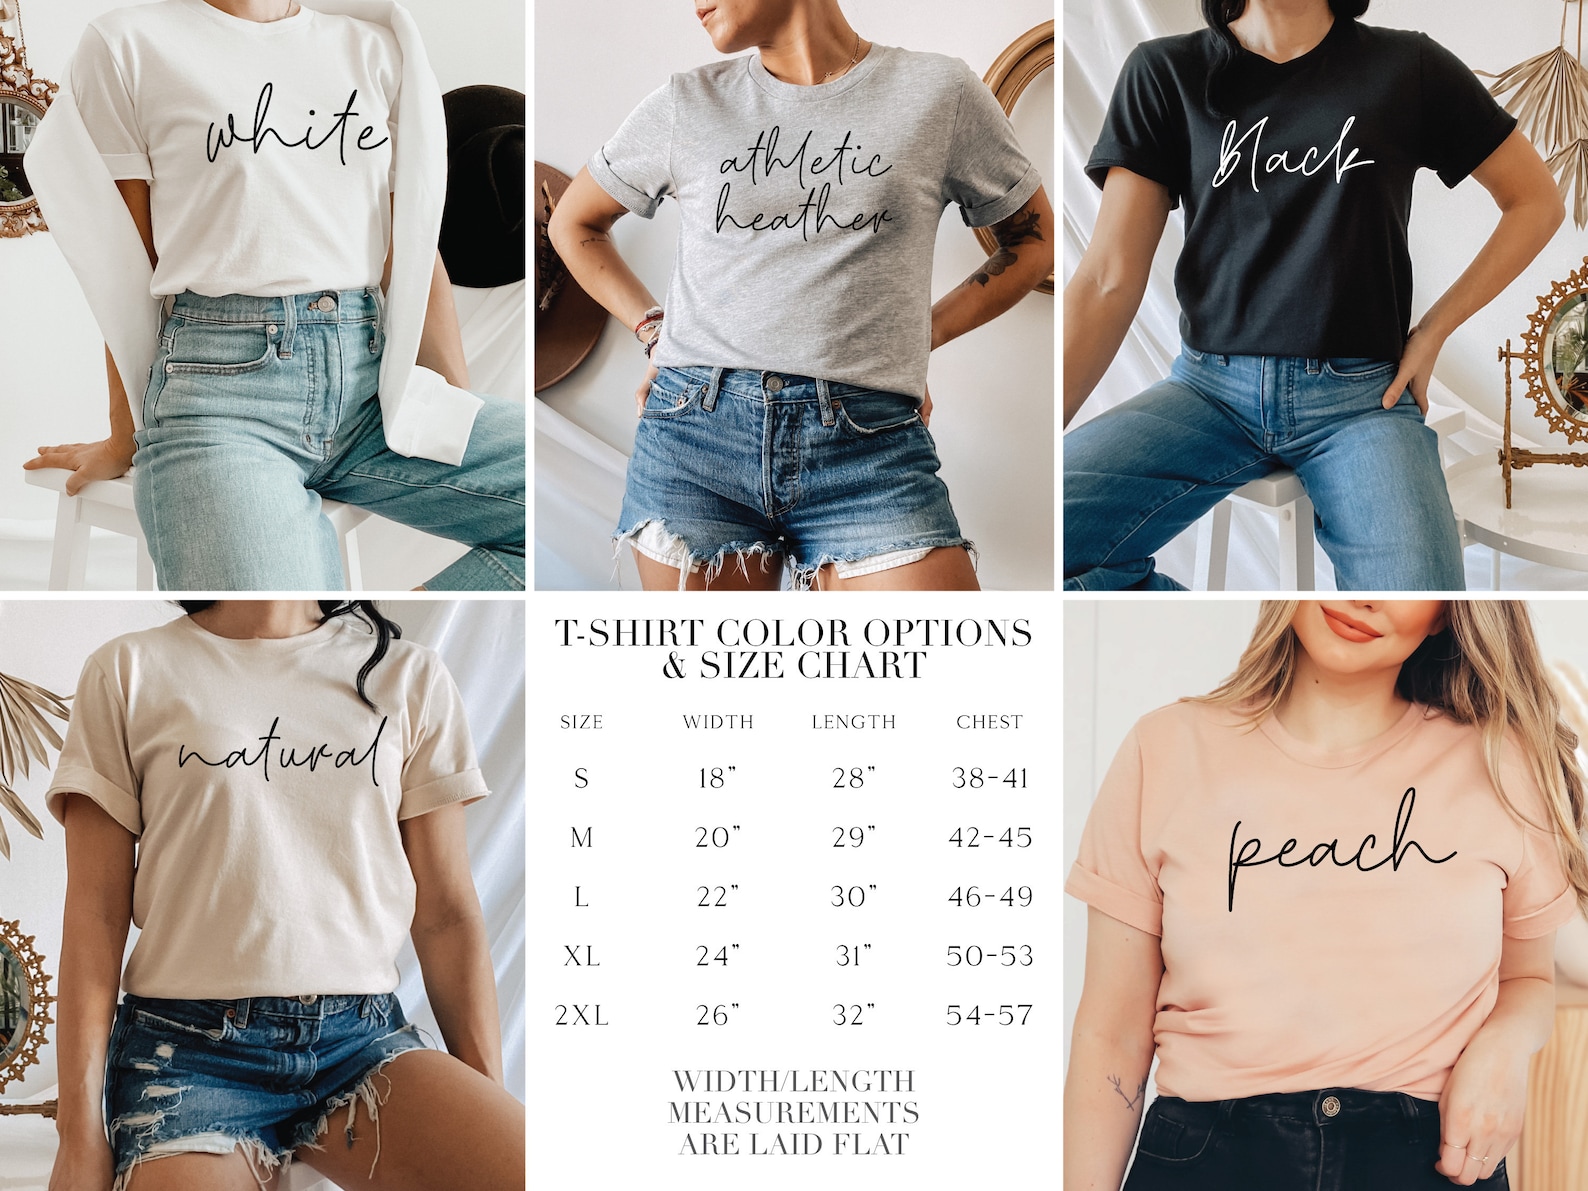 white
athletic
heather
black
natural
T-SHIRT COLOR OPTIONS
& SIZE CHART
SIZE WIDTH LENGTH CHEST
S 18” 28” 38-41
M 20” 29” 42-45
L 22” 30” 46-49
XL 24” 31” 50-53
2XL 26” 32” 54-57
WIDTH/LENGTH
MEASUREMENTS
ARE LAID FLAT
peach